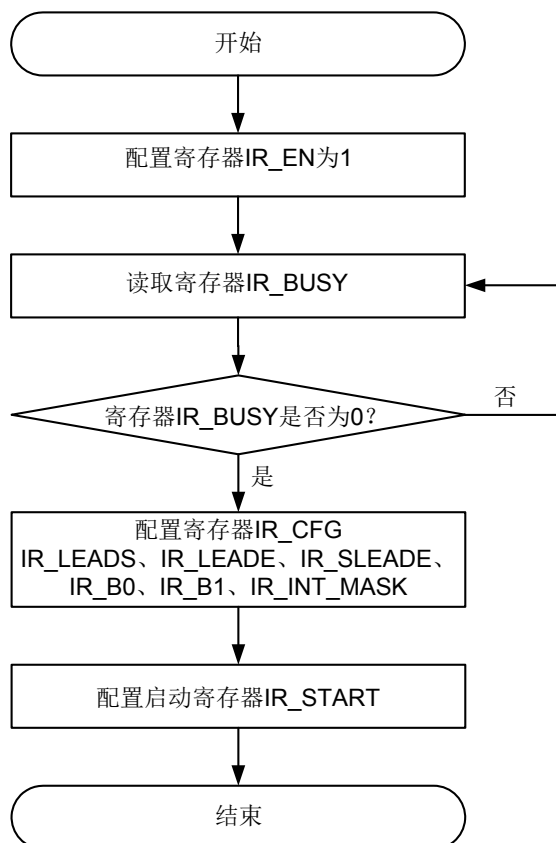 开始
配置寄存器IR_EN为1
读取寄存器IR_BUSY
寄存器IR_BUSY是否为0？
否
是
配置寄存器IR_CFG
IR_LEADS、IR_LEADE、IR_SLEADE、
IR_B0、IR_B1、IR_INT_MASK
配置启动寄存器IR_START
结束